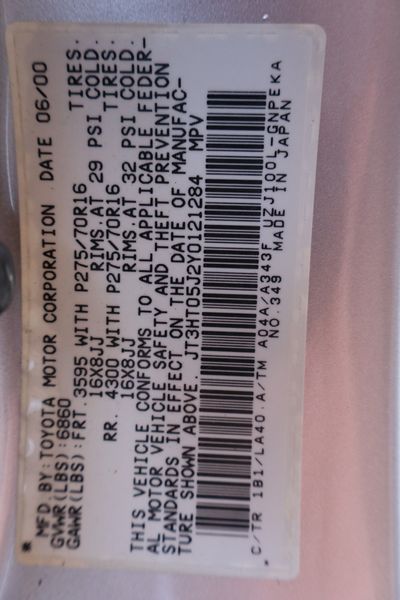 MFD BY:TOYOTA MOTOR CORPORATION DATE 06/00
GVWR(LBS):6860
GAWR(LBS):FRT.3595 WITH P275/70R16 TIRES.
16X8JJ RIMS.AT 29 PSI COLD.
RR. 4300 WITH P275/70R16 TIRES.
16X8JJ RIMS.AT 32 PSI COLD.
THIS VEHICLE CONFORMS TO ALL APPLICABLE FEDER-
AL MOTOR VEHICLE SAFETY AND THEFT PREVENTION
STANDARDS IN EFFECT ON THE DATE OF MANUFAC-
TURE SHOWN ABOVE. JT3HT05J2Y0121284 MPV
C/TR 1B1/LA40 A/TM A04A/A343F UZJ100L-GNPEKA
NO.349 MADE IN JAPAN